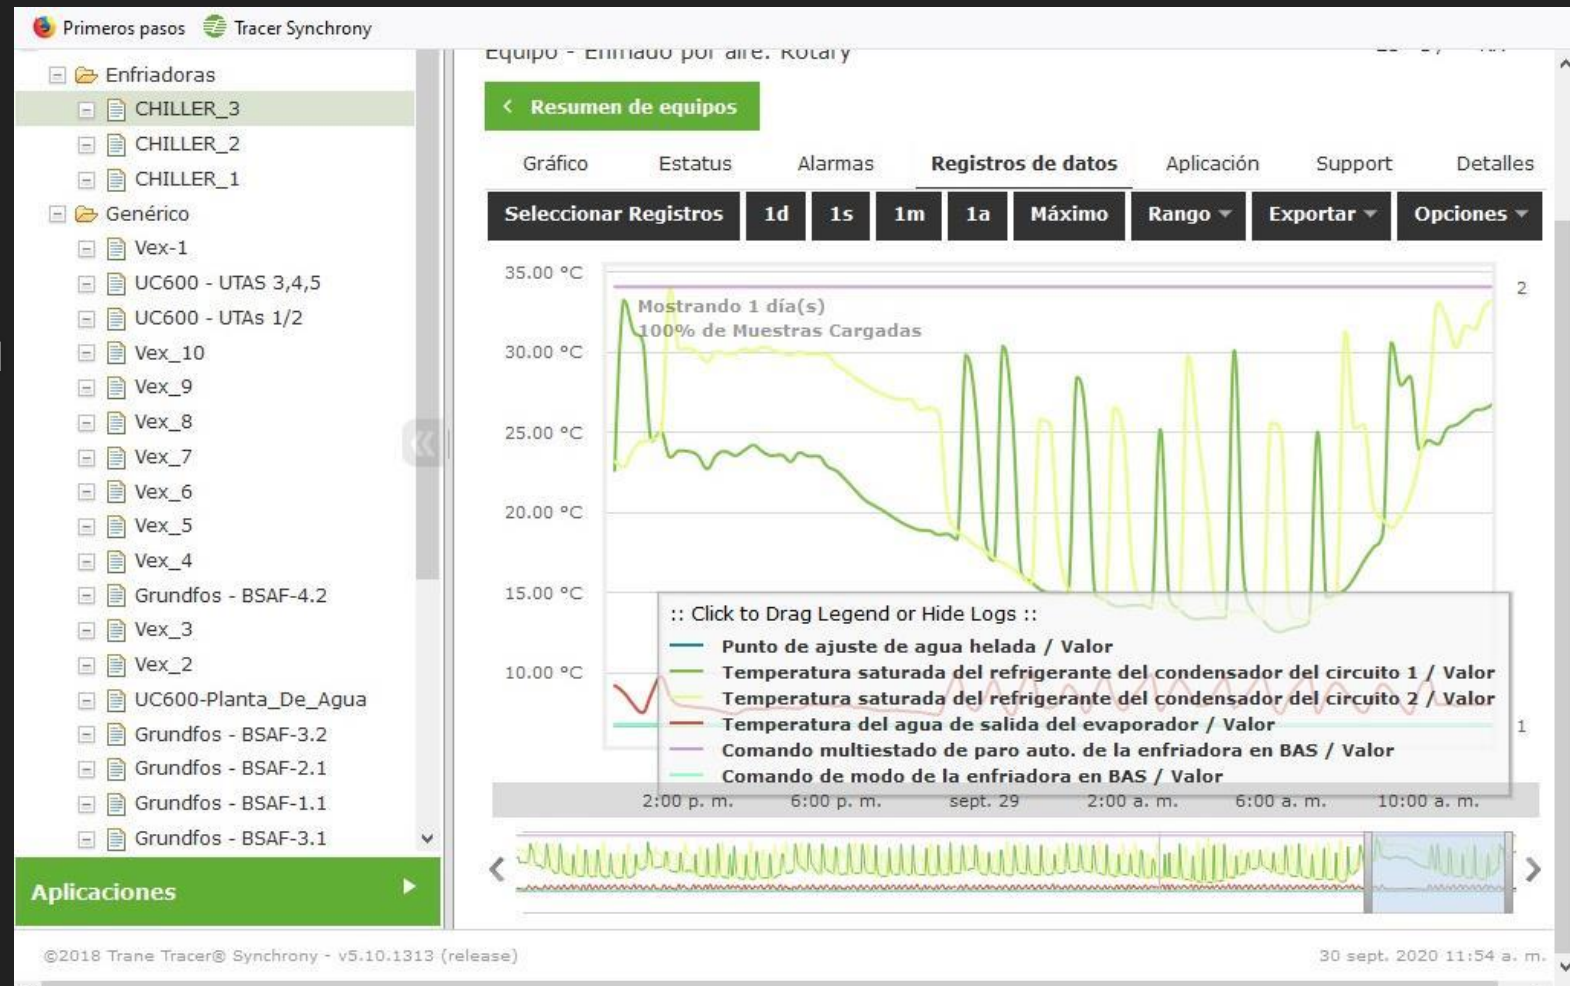 Primeros pasos Tracer Synchrony
Equipo - Enfriado por aire: Rotary
Enfriadoras
CHILLER_3
CHILLER_2
CHILLER_1
Genérico
Vex-1
UC600 - UTAS 3,4,5
UC600 - UTAs 1/2
Vex_10
Vex_9
Vex_8
Vex_7
Vex_6
Vex_5
Vex_4
Grundfos - BSAF-4.2
Vex_3
Vex_2
UC600-Planta_De_Agua
Grundfos - BSAF-3.2
Grundfos - BSAF-2.1
Grundfos - BSAF-1.1
Grundfos - BSAF-3.1
Aplicaciones
< Resumen de equipos
Gráfico Estatus Alarmas Registros de datos Aplicación Support Detalles
Seleccionar Registros 1d 1s 1m 1a Máximo Rango Exportar Opciones
35.00 °C
2
Mostrando 1 día(s)
100% de Muestras Cargadas
30.00 °C
25.00 °C
20.00 °C
15.00 °C
:: Click to Drag Legend or Hide Logs ::
Punto de ajuste de agua helada / Valor
10.00 °C
Temperatura saturada del refrigerante del condensador del circuito 1 / Valor
Temperatura saturada del refrigerante del condensador del circuito 2 / Valor
Temperatura del agua de salida del evaporador / Valor
1
Comando multiestado de paro auto. de la enfriadora en BAS / Valor
Comando de modo de la enfriadora en BAS / Valor
2:00 p. m. 6:00 p. m. sept. 29 2:00 a. m. 6:00 a. m. 10:00 a. m.
©2018 Trane Tracer® Synchrony - v5.10.1313 (release)
30 sept. 2020 11:54 a. m.